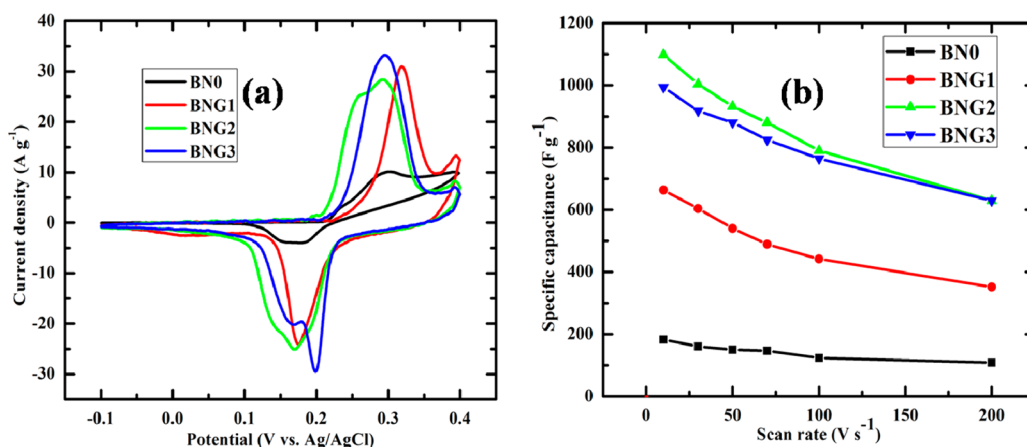 40
30
20
10
0
-10
-20
-30
Current density (A g-1)
BN0
BNG1
BNG2
BNG3
(a)
-0.1 0.0 0.1 0.2 0.3 0.4
Potential (V vs. Ag/AgCl)
1200
1000
800
600
400
200
0
Specific capacitance (F g-1)
BN0
BNG1
BNG2
BNG3
(b)
0 50 100 150 200
Scan rate (V s-1)